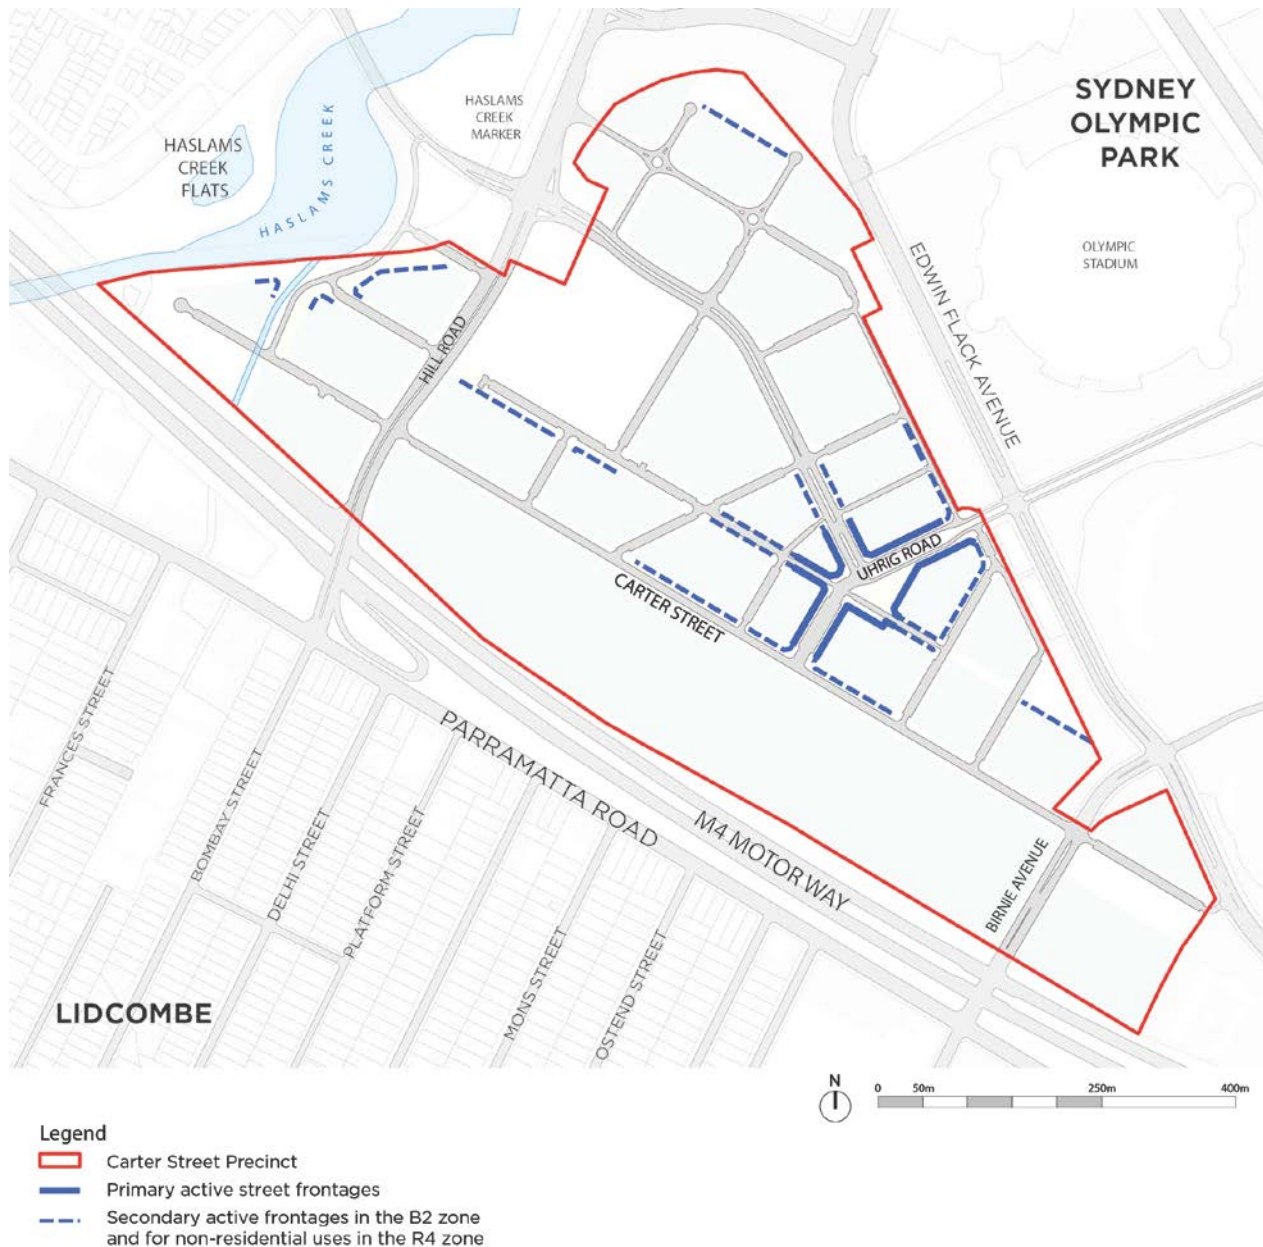 SYDNEY
OLYMPIC
PARK
HASLAMS
CREEK
MARKER
HASLAMS
CREEK
FLATS
HASLAMS CREEK
OLYMPIC
STADIUM
EDWIN FLACK AVENUE
HILL ROAD
UHRIG ROAD
CARTER STREET
FRANCES STREET
BOMBAY STREET
DELHI STREET
PLATFORM STREET
PARRAMATTA ROAD
M4 MOTORWAY
MONS STREET
OSTEND STREET
BIRNIE AVENUE
LIDCOMBE
N
0 50m 250m 400m
Legend
Carter Street Precinct
Primary active street frontages
Secondary active frontages in the B2 zone
and for non-residential uses in the R4 zone